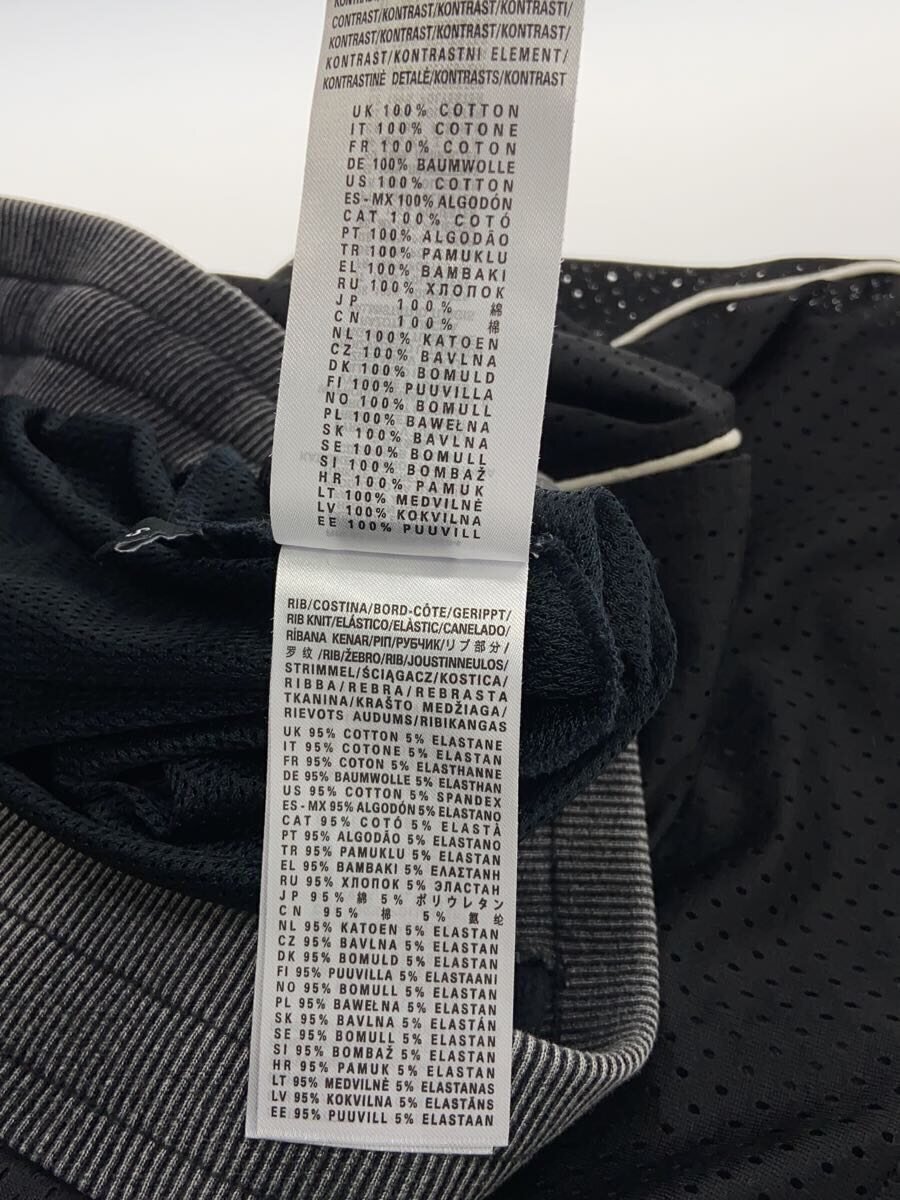 CONTRAST/KONTRAST/KONTRAST/KONTRASTI/
KONTRAST/KONTRAST/KONTRAST/KONTRAST/
KONTRAST/KONTRASTNI ELEMENT/
KONTRASTINĖ DETALĖ/KONTRASTS/KONTRAST
UK 100% COTTON
IT 100% COTONE
FR 100% COTON
DE 100% BAUMWOLLE
US 100% COTTON
ES-MX 100% ALGODÓN
CAT 100% COTÓ
PT 100% ALGODÃO
TR 100% PAMUKLU
EL 100% BAMBAKI
RU 100% ХЛОПОК
JP 100% 綿
CN 100% 棉
NL 100% KATOEN
CZ 100% BAVLNA
DK 100% BOMULD
FI 100% PUUVILLA
NO 100% BOMULL
PL 100% BAWEŁNA
SK 100% BAVLNA
SE 100% BOMULL
SI 100% BOMBAŽ
HR 100% PAMUK
LT 100% MEDVILNĖ
LV 100% KOKVILNA
EE 100% PUUVILL
RIB/COSTINA/BORD-CÔTE/GERIPPT/
RIB KNIT/ELÁSTICO/ELÀSTIC/CANELADO/
RİBANA KENAR/ΡΙΠ/РУБЧИК/リブ部分/
罗纹/RIB/ŽEBRO/RIB/JOUSTINNEULOS/
STRIMMEL/ŚCIĄGACZ/KOSTICA/
RIBBA/REBRA/REBRASTA
TKANINA/KRAŠTO MEDŽIAGA/
RIEVOTS AUDUMS/RIBIKANGAS
UK 95% COTTON 5% ELASTANE
IT 95% COTONE 5% ELASTAN
FR 95% COTON 5% ELASTHANNE
DE 95% BAUMWOLLE 5% ELASTHAN
US 95% COTTON 5% SPANDEX
ES-MX 95% ALGODÓN 5% ELASTANO
CAT 95% COTÓ 5% ELASTÀ
PT 95% ALGODÃO 5% ELASTANO
TR 95% PAMUKLU 5% ELASTAN
EL 95% BAMBAKI 5% ΕΛΑΣΤΑΝΗ
RU 95% ХЛОПОК 5% ЭЛАСТАН
JP 95% 綿 5% ポリウレタン
CN 95% 棉 5% 氨纶
NL 95% KATOEN 5% ELASTAN
CZ 95% BAVLNA 5% ELASTAN
DK 95% BOMULD 5% ELASTAN
FI 95% PUUVILLA 5% ELASTAANI
NO 95% BOMULL 5% ELASTAN
PL 95% BAWEŁNA 5% ELASTAN
SK 95% BAVLNA 5% ELASTÁN
SE 95% BOMULL 5% ELASTAN
SI 95% BOMBAŽ 5% ELASTAN
HR 95% PAMUK 5% ELASTAN
LT 95% MEDVILNĖ 5% ELASTANAS
LV 95% KOKVILNA 5% ELASTĀNS
EE 95% PUUVILL 5% ELASTAAN